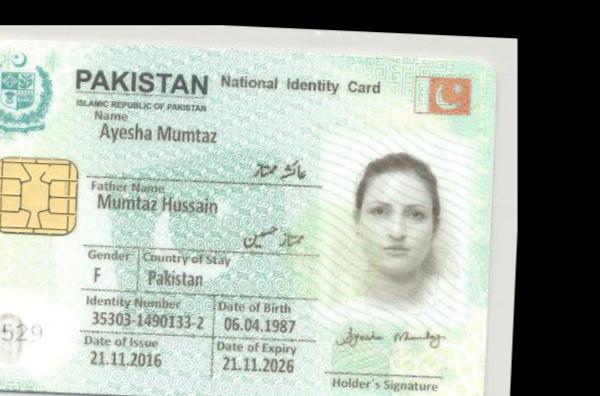 PAKISTAN National Identity Card
ISLAMIC REPUBLIC OF PAKISTAN
Name
Ayesha Mumtaz
عائشہ ممتاز
Father Name
Mumtaz Hussain
ممتاز حسین
Gender Country of Stay
F Pakistan
Identity Number Date of Birth
35303-1490133-2 06.04.1987
529
Date of Issue Date of Expiry
21.11.2016 21.11.2026
Ayesha Mumtaz
Holder's Signature